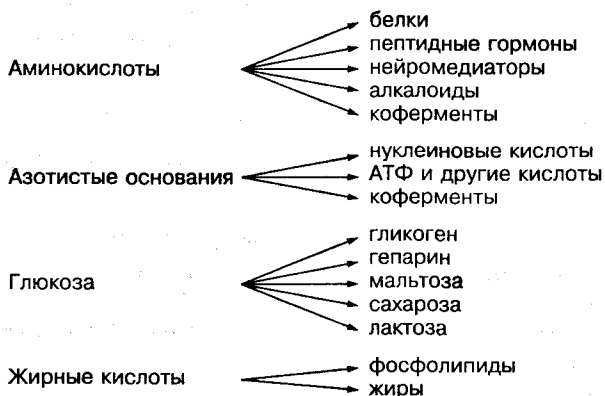 белки
пептидные гормоны
Аминокислоты
нейромедиаторы
алкалоиды
коферменты
нуклеиновые кислоты
Азотистые основания
АТФ и другие кислоты
коферменты
гликоген
гепарин
Глюкоза
мальтоза
сахароза
лактоза
фосфолипиды
Жирные кислоты
жиры